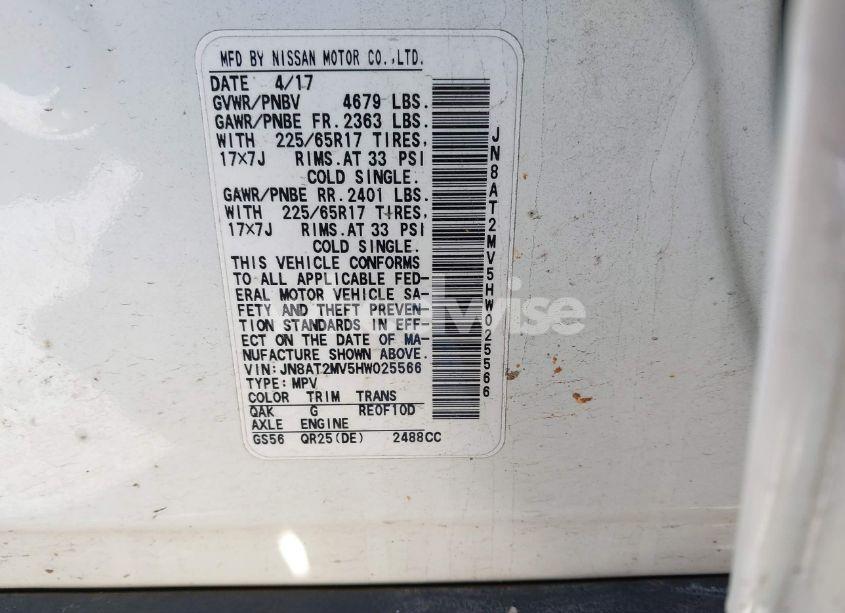 MFD BY NISSAN MOTOR CO.,LTD.
DATE 4/17
GVWR/PNBV 4679 LBS.
GAWR/PNBE FR. 2363 LBS.
WITH 225/65R17 TIRES,
17×7J RIMS. AT 33 PSI
COLD SINGLE.
GAWR/PNBE RR. 2401 LBS.
WITH 225/65R17 TIRES,
17×7J RIMS. AT 33 PSI
COLD SINGLE.
THIS VEHICLE CONFORMS
TO ALL APPLICABLE FED-
ERAL MOTOR VEHICLE SA-
FETY AND THEFT PREVEN-
TION STANDARDS IN EFF-
ECT ON THE DATE OF MA-
NUFACTURE SHOWN ABOVE.
VIN:JN8AT2MV5HW025566
TYPE:MPV
COLOR TRIM TRANS
QAK G RE0F10D
AXLE ENGINE
GS56 QR25(DE) 2488CC
JN8AT2MV5HW025566